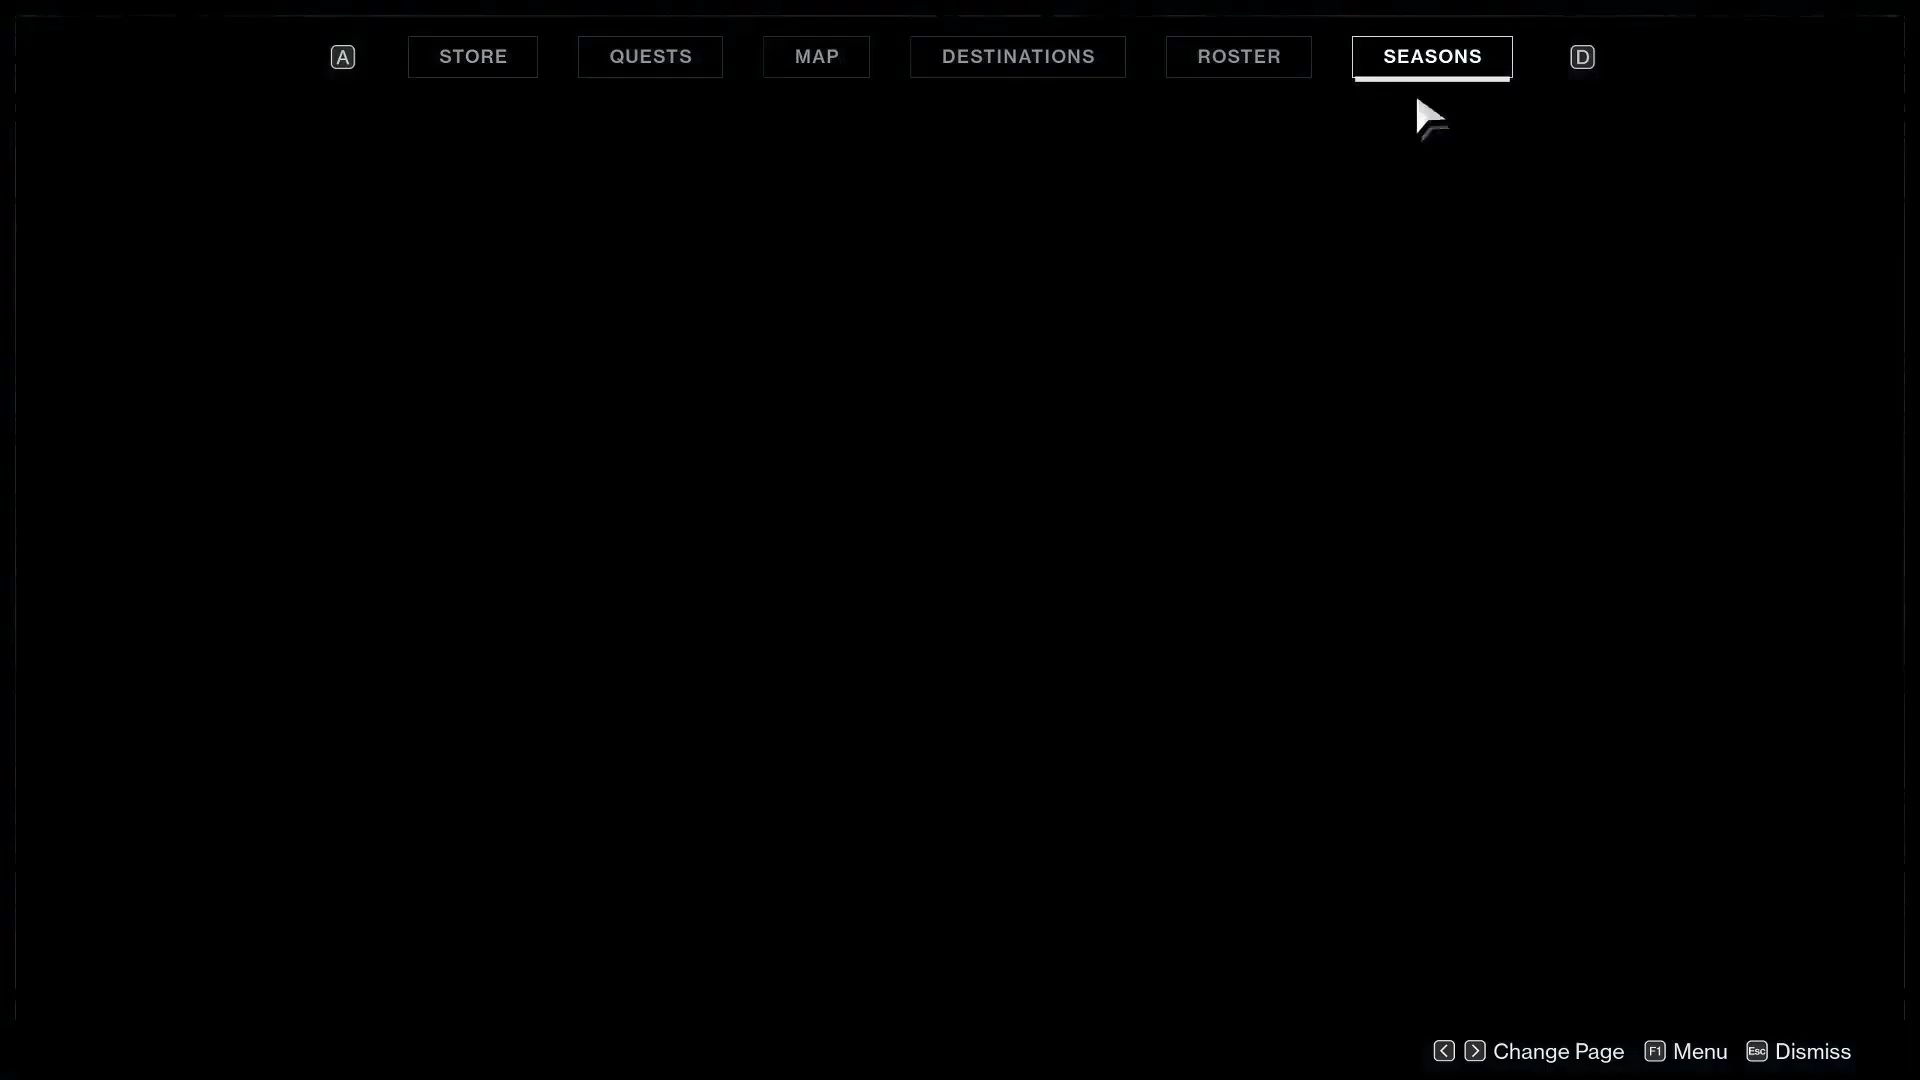 A STORE QUESTS MAP DESTINATIONS ROSTER SEASONS D
< > Change Page F1 Menu Esc Dismiss